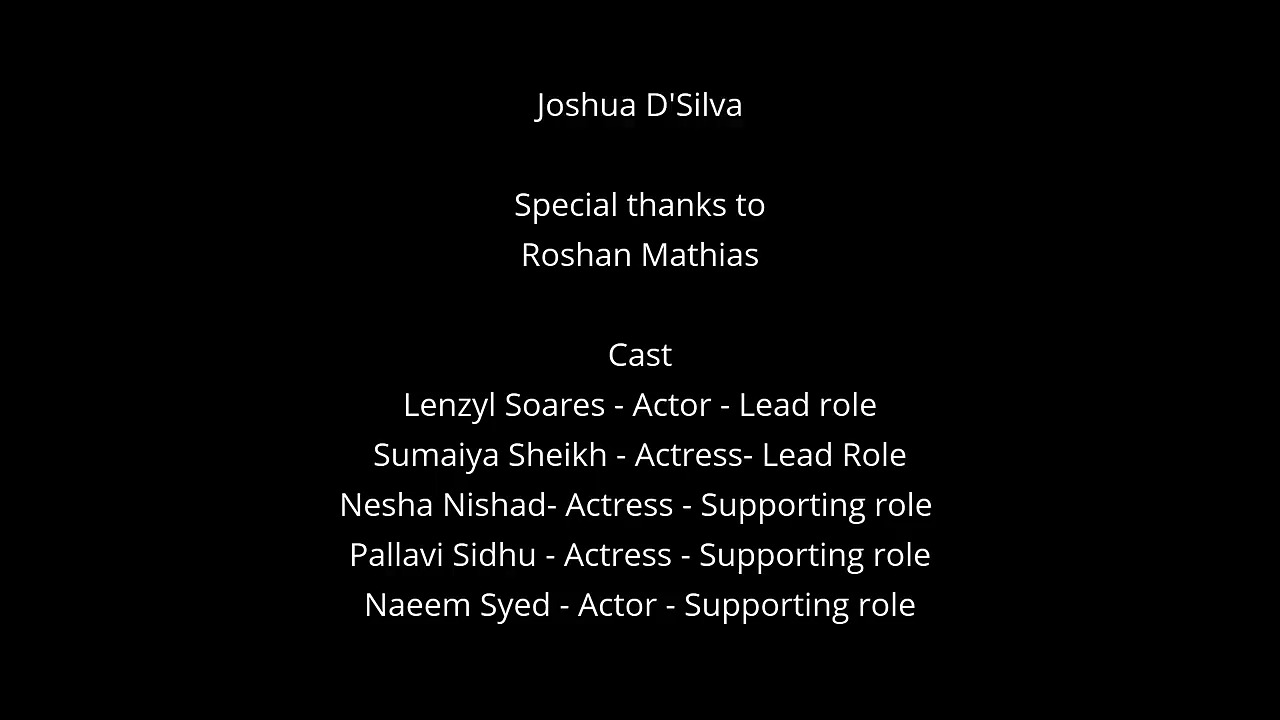 Joshua D'Silva
Special thanks to
Roshan Mathias
Cast
Lenzyl Soares - Actor - Lead role
Sumaiya Sheikh - Actress- Lead Role
Nesha Nishad- Actress - Supporting role
Pallavi Sidhu - Actress - Supporting role
Naeem Syed - Actor - Supporting role